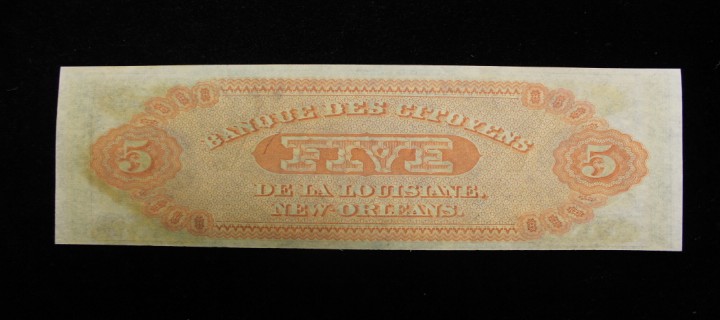 BANQUE DES CITOYENS
5 FIVE 5
DE LA LOUISIANE,
NEW-ORLEANS.